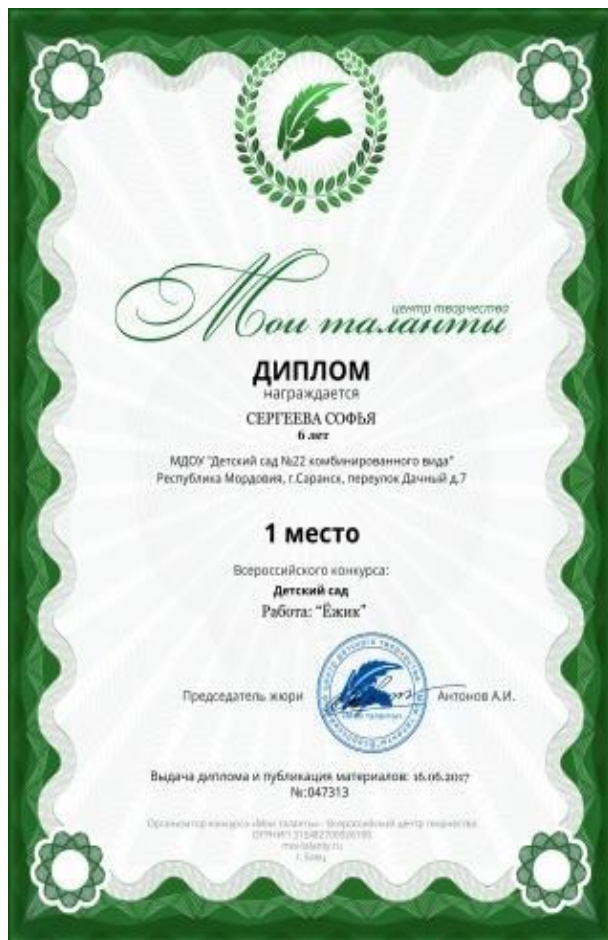 центр творчества
Мои таланты
ДИПЛОМ
награждается
СЕРГЕЕВА СОФЬЯ
6 лет
МДОУ "Детский сад №22 комбинированного вида"
Республика Мордовия, г.Саранск, переулок Дачный д.7
1 место
Всероссийского конкурса:
Детский сад
Работа: "Ёжик"
Председатель жюри
Антонов А.И.
Выдача диплома и публикация материалов: 16.06.2017
№:047313
Организатор конкурса «Мои таланты» - Всероссийский центр творчества
moi-talanty.ru